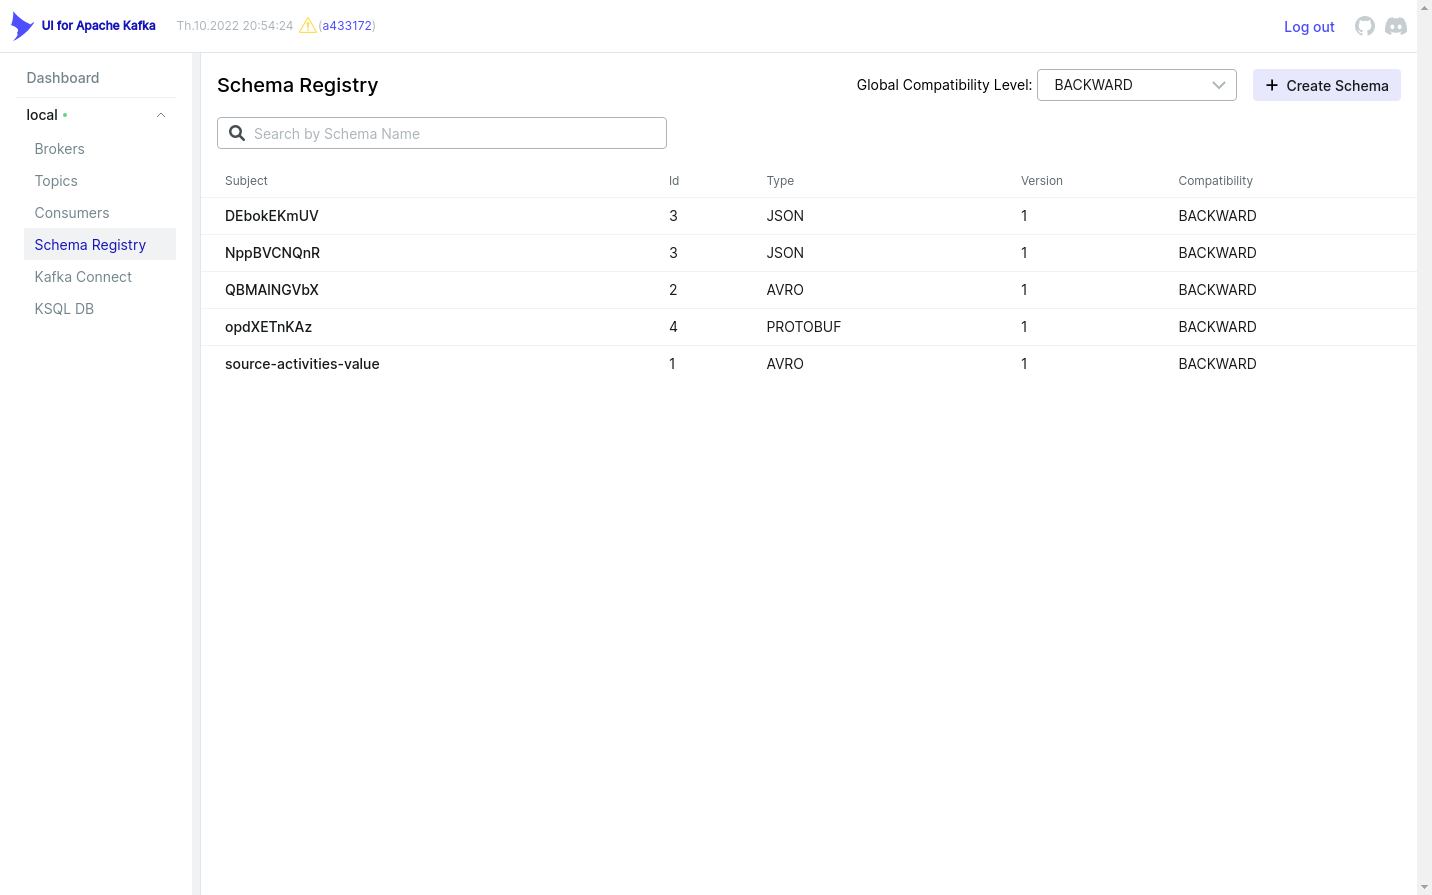 UI for Apache Kafka Th.10.2022 20:54:24 (a433172) Log out
Dashboard
local
Brokers
Topics
Consumers
Schema Registry
Kafka Connect
KSQL DB
Schema Registry Global Compatibility Level: BACKWARD Create Schema
Search by Schema Name
Subject Id Type Version Compatibility
DEbokEKmUV 3 JSON 1 BACKWARD
NppBVCNQnR 3 JSON 1 BACKWARD
QBMAlNGVbX 2 AVRO 1 BACKWARD
opdXETnKAz 4 PROTOBUF 1 BACKWARD
source-activities-value 1 AVRO 1 BACKWARD